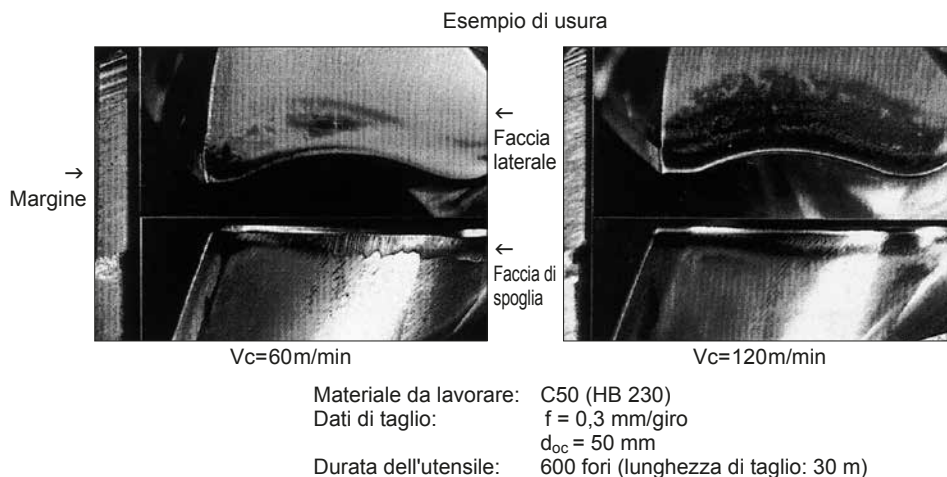 Esempio di usura
→
Margine
←
Faccia
laterale
←
Faccia di
spoglia
Vc=60m/min
Vc=120m/min
Materiale da lavorare: C50 (HB 230)
Dati di taglio: f = 0,3 mm/giro
doc = 50 mm
Durata dell'utensile: 600 fori (lunghezza di taglio: 30 m)